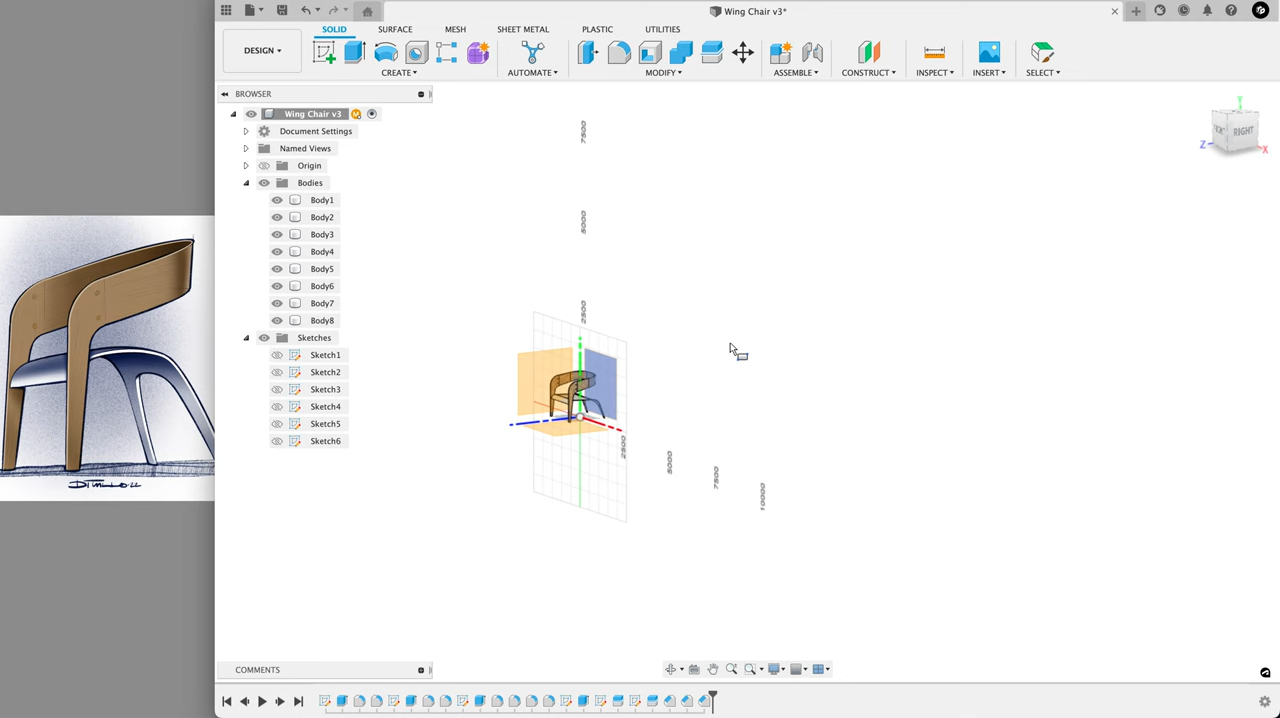 Wing Chair v3*
SOLID SURFACE MESH SHEET METAL PLASTIC UTILITIES
DESIGN
CREATE AUTOMATE MODIFY ASSEMBLE CONSTRUCT INSPECT INSERT SELECT
BROWSER
Wing Chair v3
Document Settings
Named Views
Origin
Bodies
Body1
Body2
Body3
Body4
Body5
Body6
Body7
Body8
Sketches
Sketch1
Sketch2
Sketch3
Sketch4
Sketch5
Sketch6
7500
5000
2500
2500
5000
7500
10000
Y
RIGHT
Z
X
COMMENTS